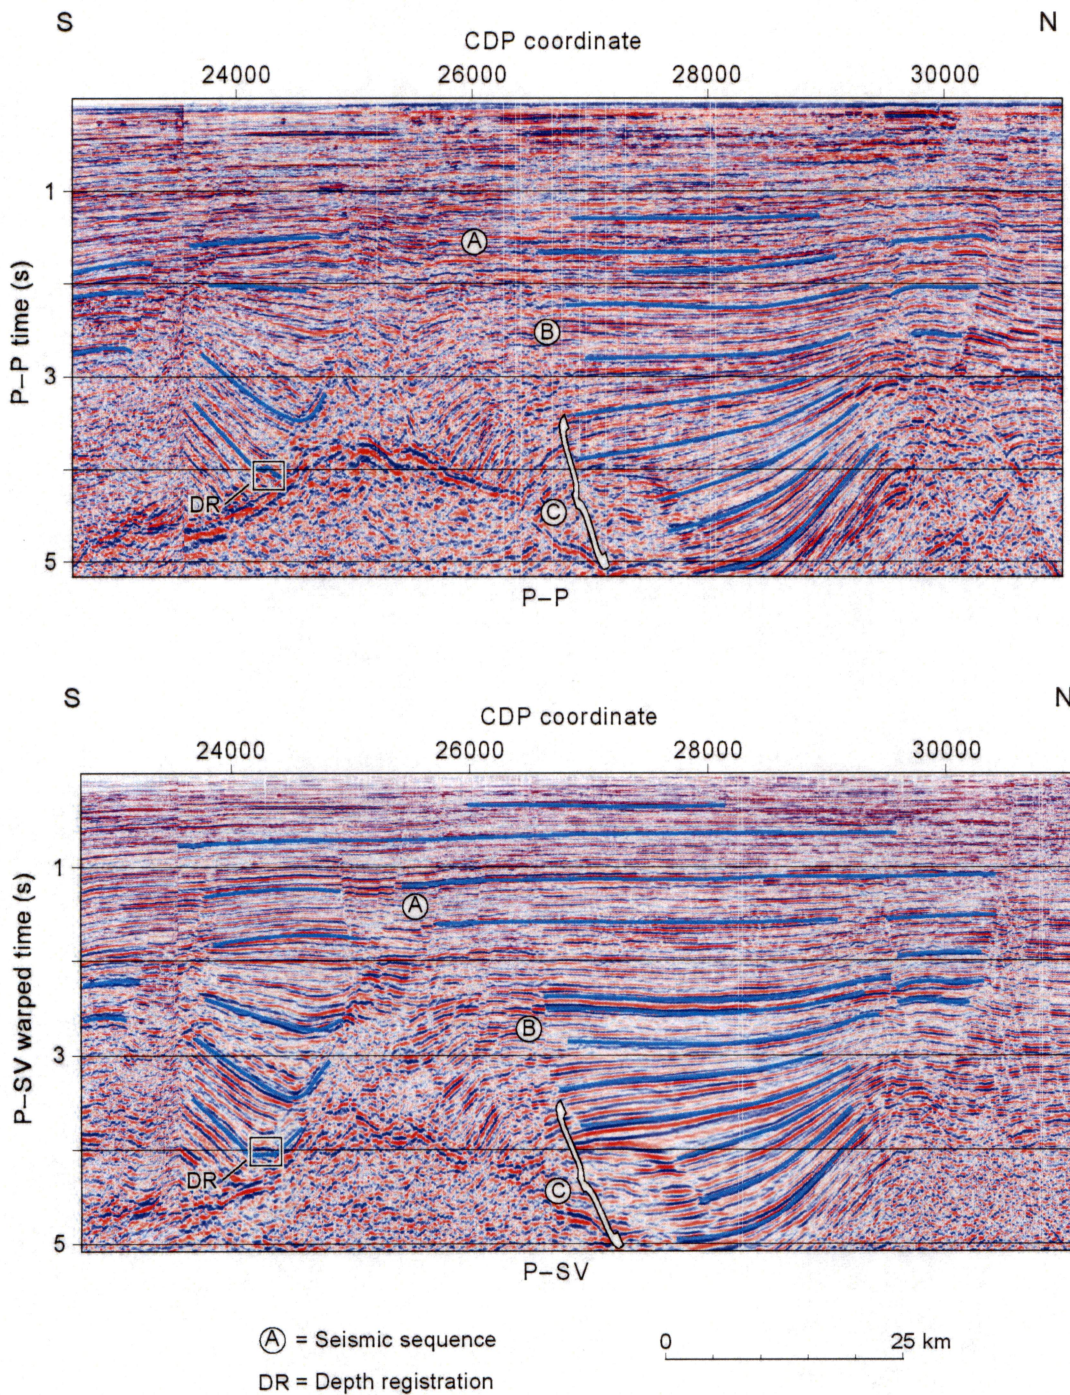 S N
CDP coordinate
24000 26000 28000 30000
1
A
P–P time (s)
B
3
DR
C
5
P–P
S N
CDP coordinate
24000 26000 28000 30000
1
A
P–SV warped time (s)
B
3
DR
C
5
P–SV
A = Seismic sequence
0 25 km
DR = Depth registration